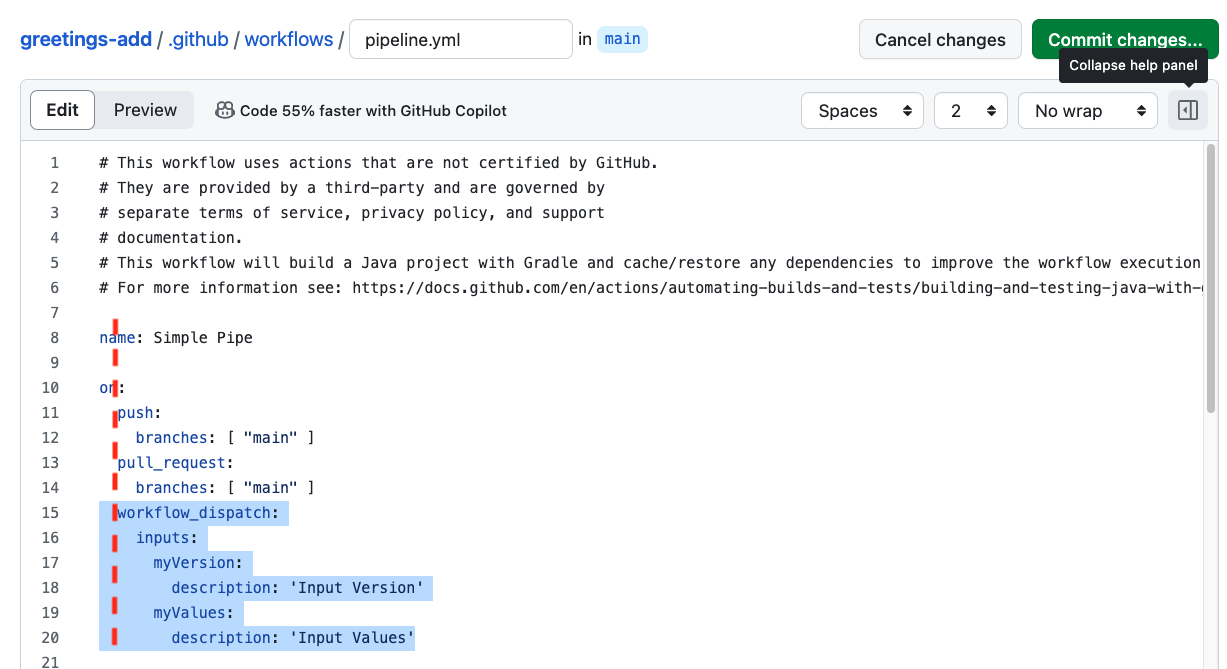 greetings-add / .github / workflows / pipeline.yml in main Cancel changes Commit changes...
Collapse help panel
Edit Preview Code 55% faster with GitHub Copilot Spaces 2 No wrap
1 # This workflow uses actions that are not certified by GitHub.
2 # They are provided by a third-party and are governed by
3 # separate terms of service, privacy policy, and support
4 # documentation.
5 # This workflow will build a Java project with Gradle and cache/restore any dependencies to improve the workflow execution
6 # For more information see: https://docs.github.com/en/actions/automating-builds-and-tests/building-and-testing-java-with-
7
8 name: Simple Pipe
9
10 on:
11   push:
12     branches: [ "main" ]
13   pull_request:
14     branches: [ "main" ]
15   workflow_dispatch:
16     inputs:
17       myVersion:
18         description: 'Input Version'
19       myValues:
20         description: 'Input Values'
21